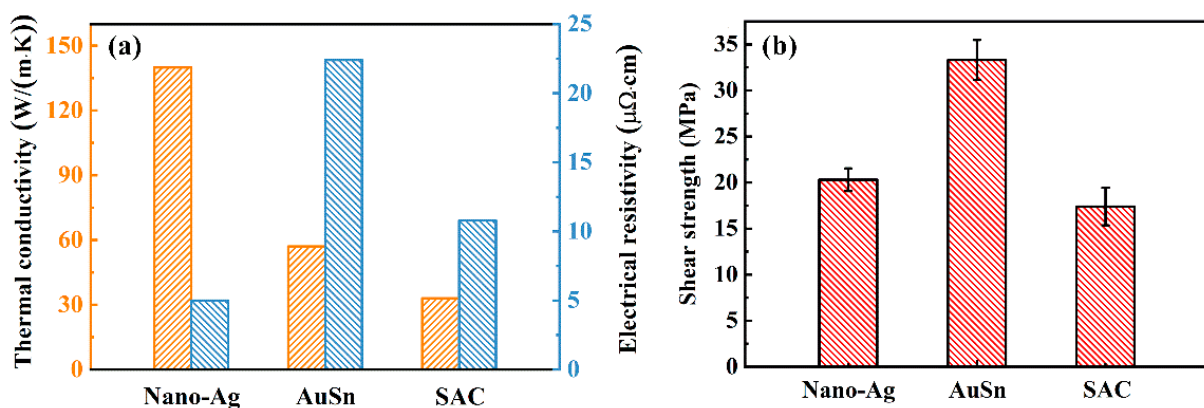 (a)
Thermal conductivity (W/(m·K)
150
120
90
60
30
0
Electrical resistivity (μΩ·cm)
25
20
15
10
5
0
Nano-Ag AuSn SAC
(b)
Shear strength (MPa)
35
30
25
20
15
10
5
0
Nano-Ag AuSn SAC